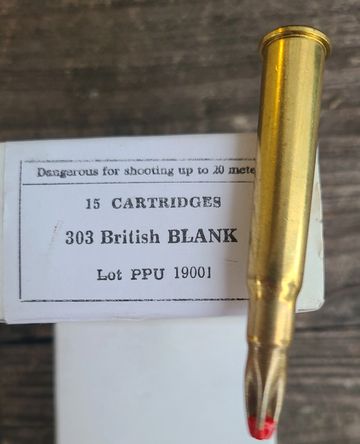 Dangerous for shooting up to 20 mete
15 CARTRIDGES
303 British BLANK
Lot PPU 19001